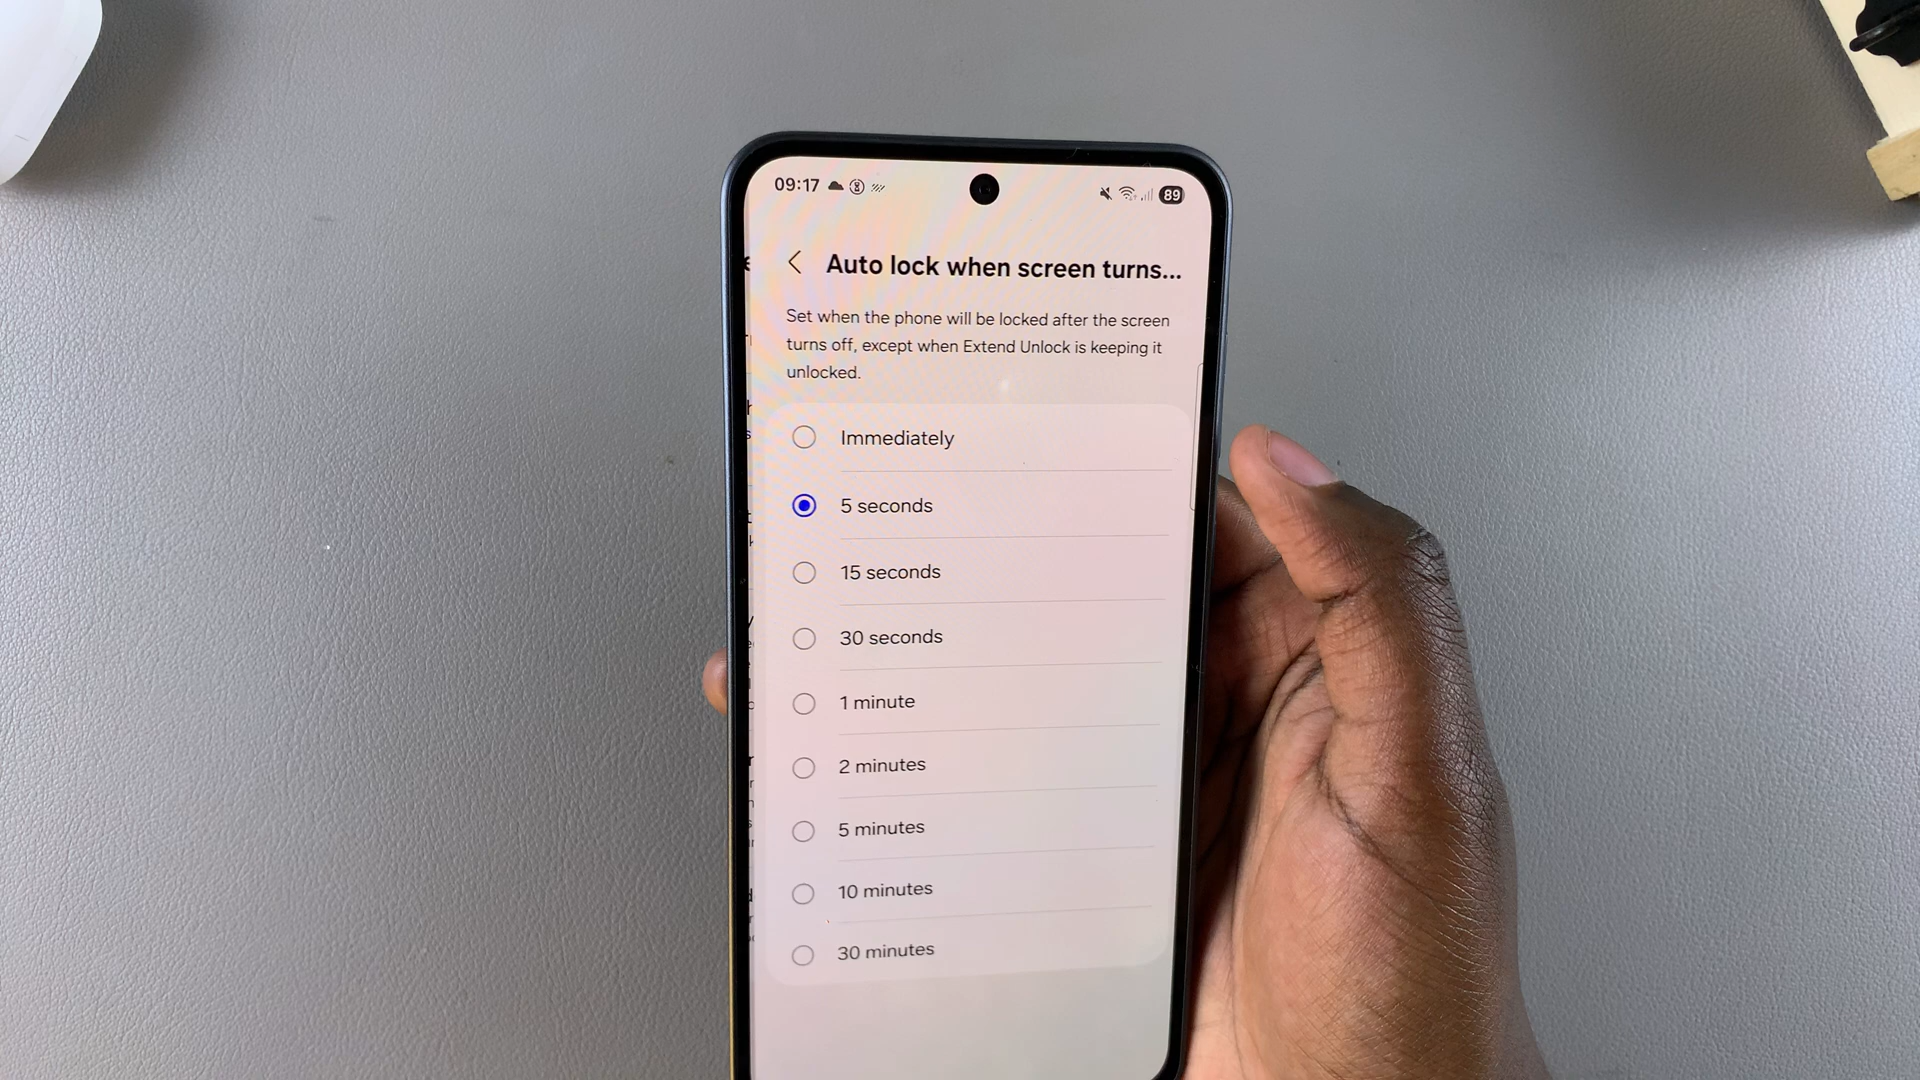 09:17
89
Auto lock when screen turns...
Set when the phone will be locked after the screen
turns off, except when Extend Unlock is keeping it
unlocked.
Immediately
5 seconds
15 seconds
30 seconds
1 minute
2 minutes
5 minutes
10 minutes
30 minutes